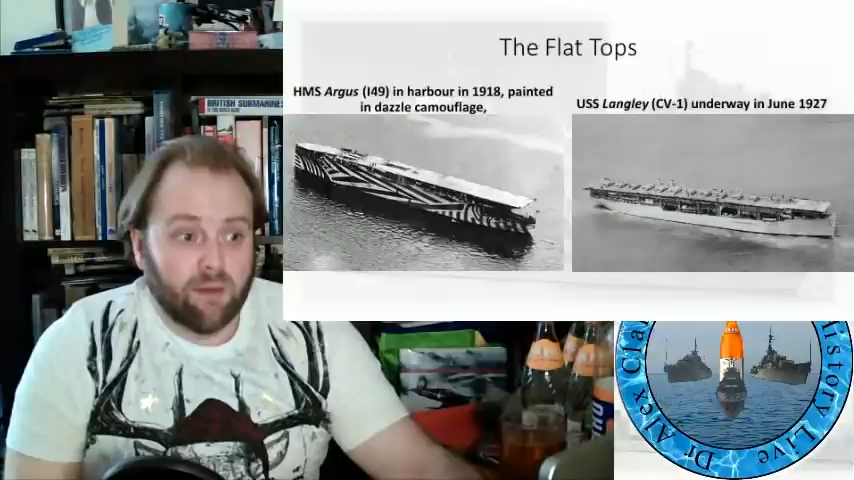 The Flat Tops
HMS Argus (I49) in harbour in 1918, painted
in dazzle camouflage,
USS Langley (CV-1) underway in June 1927
BRITISH SUBMARINE
Dr Alex Cla
History Live